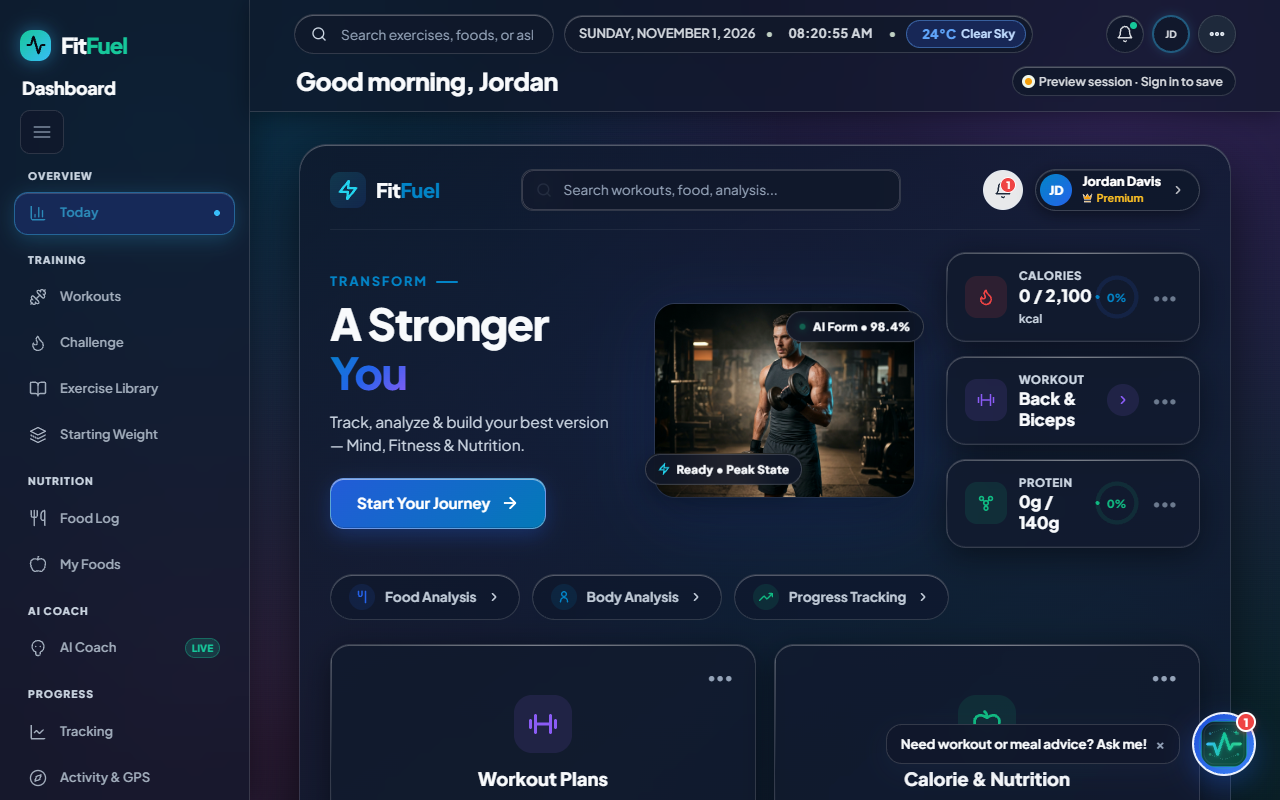 FitFuel
Dashboard
OVERVIEW
Today
TRAINING
Workouts
Challenge
Exercise Library
Starting Weight
NUTRITION
Food Log
My Foods
AI COACH
AI Coach
LIVE
PROGRESS
Tracking
Activity & GPS
Search exercises, foods, or asl
SUNDAY, NOVEMBER 1, 2026 • 08:20:55 AM • 24°C Clear Sky
JD
Good morning, Jordan
Preview session · Sign in to save
FitFuel
Search workouts, food, analysis...
1
JD
Jordan Davis
Premium
TRANSFORM
A Stronger
You
Track, analyze & build your best version
— Mind, Fitness & Nutrition.
Start Your Journey
AI Form • 98.4%
Ready • Peak State
CALORIES
0 / 2,100
kcal
0%
WORKOUT
Back &
Biceps
PROTEIN
0g /
140g
0%
Food Analysis
Body Analysis
Progress Tracking
Workout Plans
Calorie & Nutrition
Need workout or meal advice? Ask me! ×
1